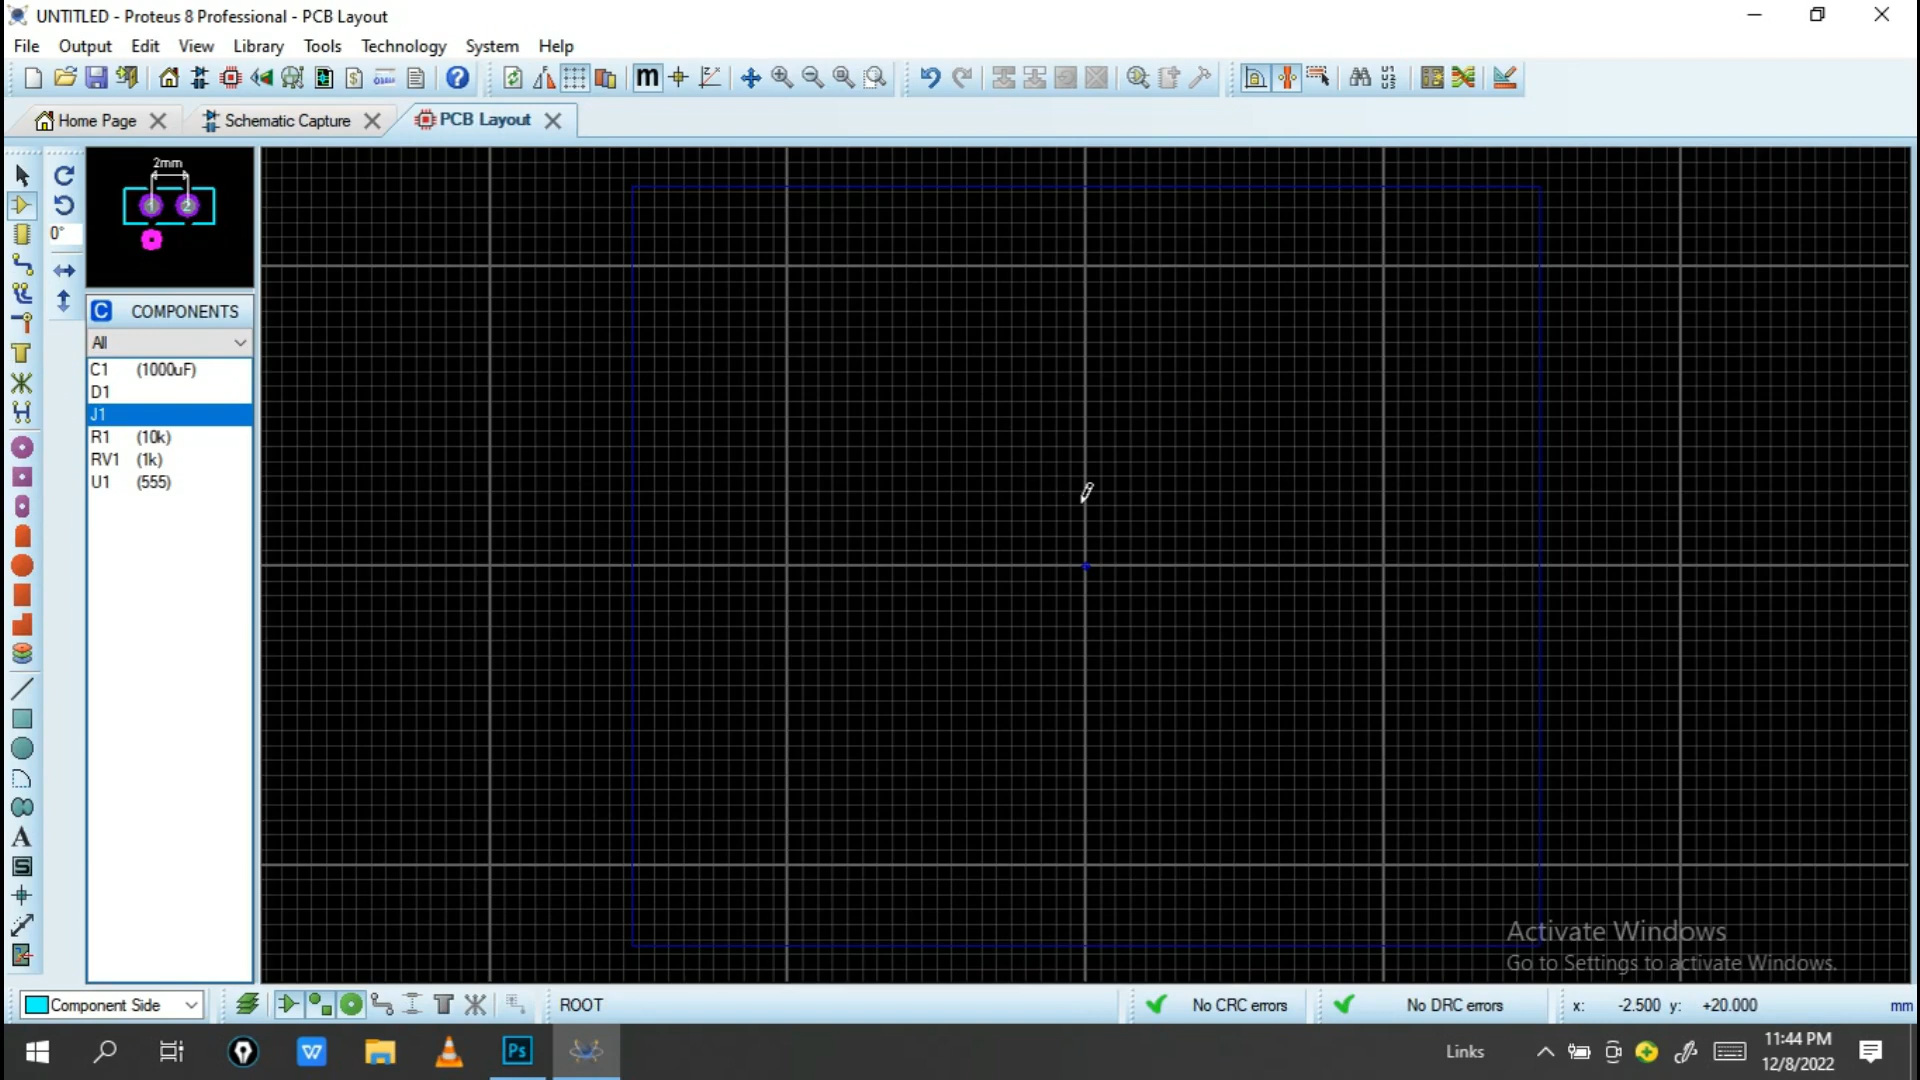 UNTITLED - Proteus 8 Professional - PCB Layout
File Output Edit View Library Tools Technology System Help
Home Page Schematic Capture PCB Layout
2mm
1 2
0°
C COMPONENTS
All
C1 (1000uF)
D1
J1
R1 (10k)
RV1 (1k)
U1 (555)
Activate Windows
Go to Settings to activate Windows.
Component Side ROOT No CRC errors No DRC errors x: -2.500 y: +20.000 mm
Ps Links 11:44 PM
12/8/2022